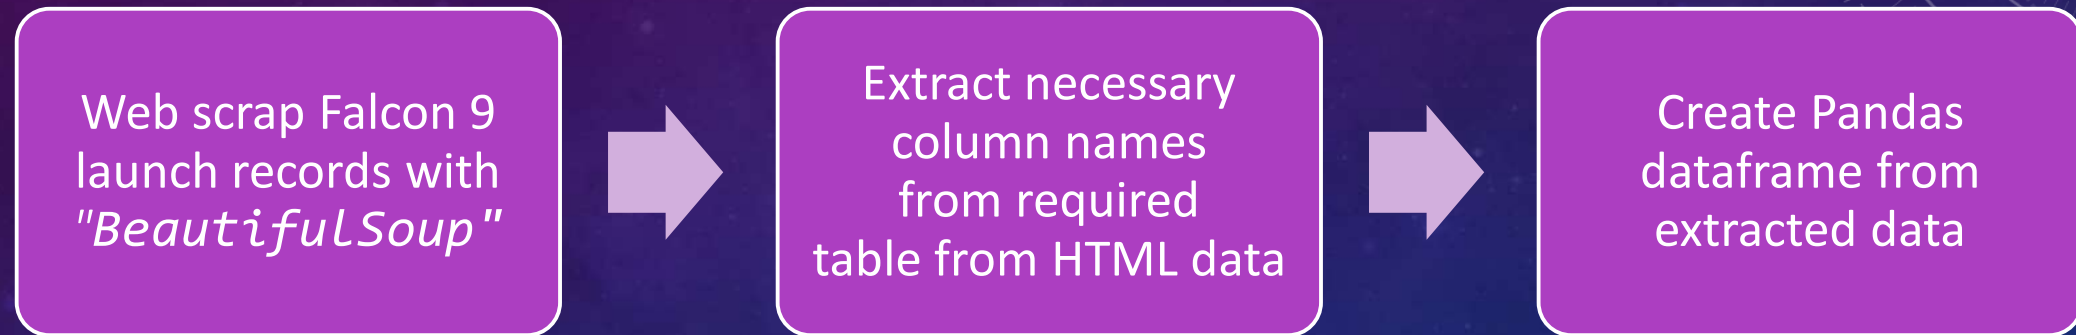 Web scrap Falcon 9
launch records with
"BeautifulSoup"
Extract necessary
column names
from required
table from HTML data
Create Pandas
dataframe from
extracted data